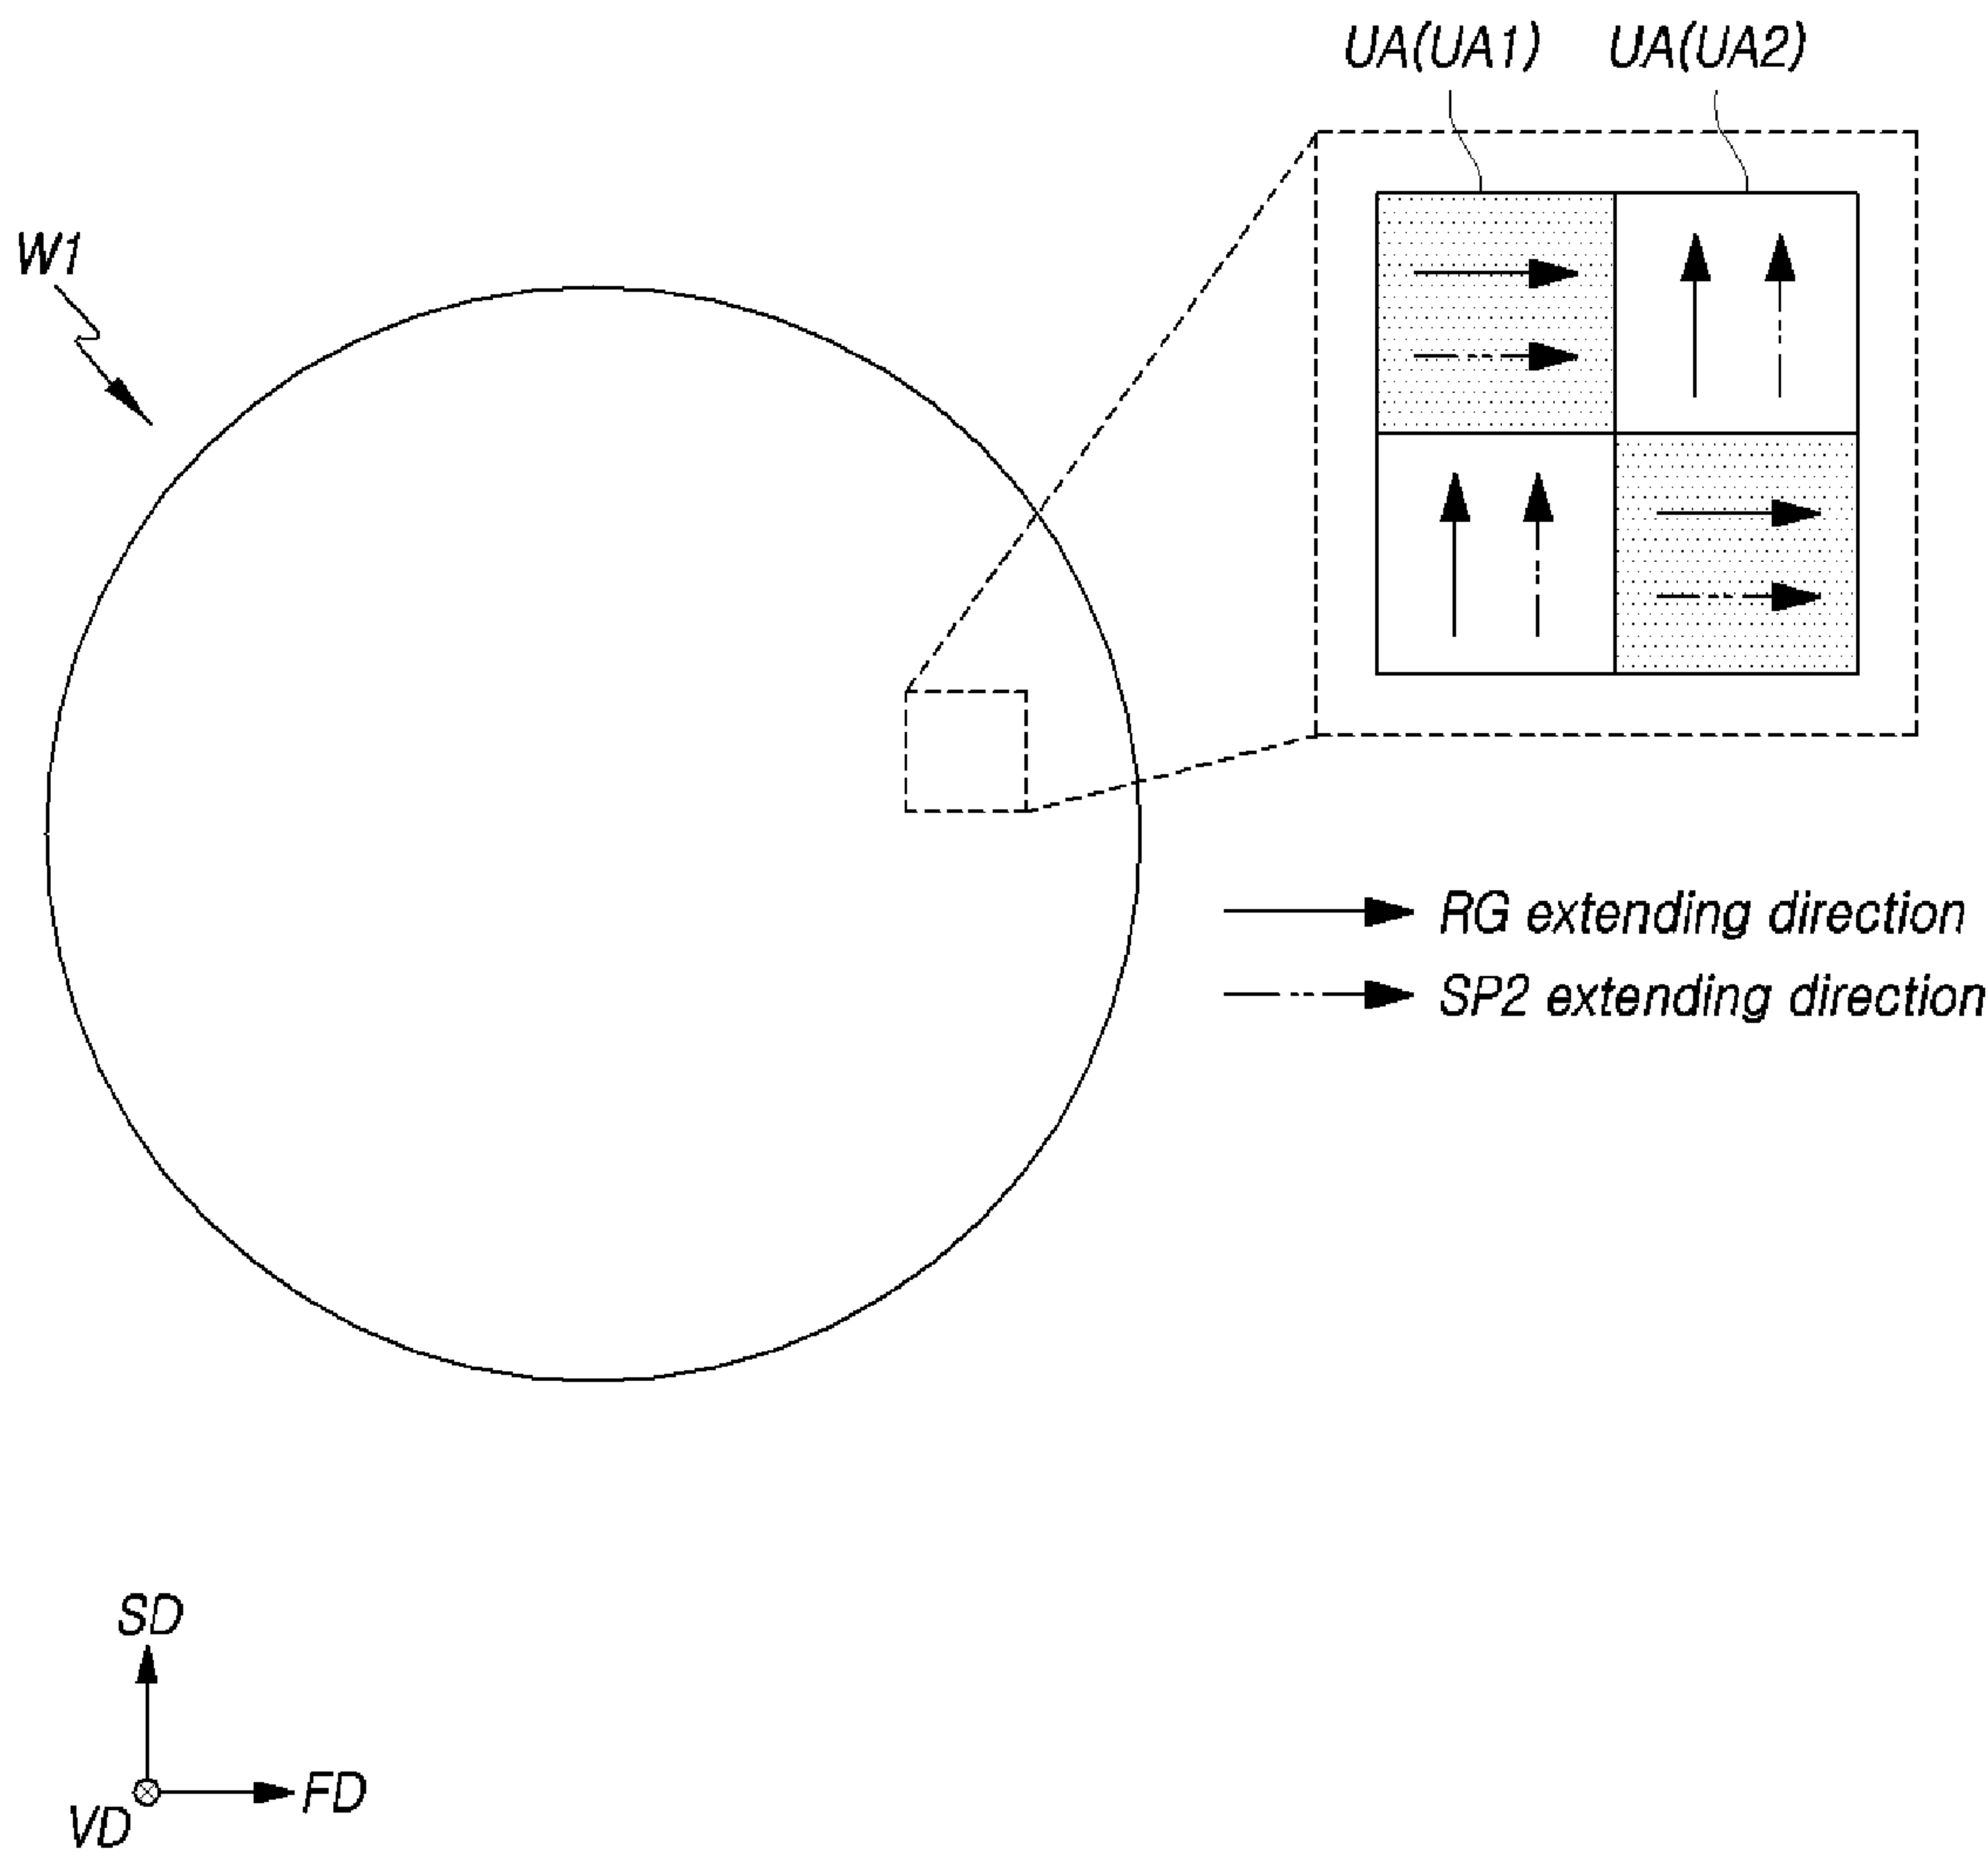 UA(UA1) UA(UA2)
W1
RG extending direction
SP2 extending direction
SD
FD
VD